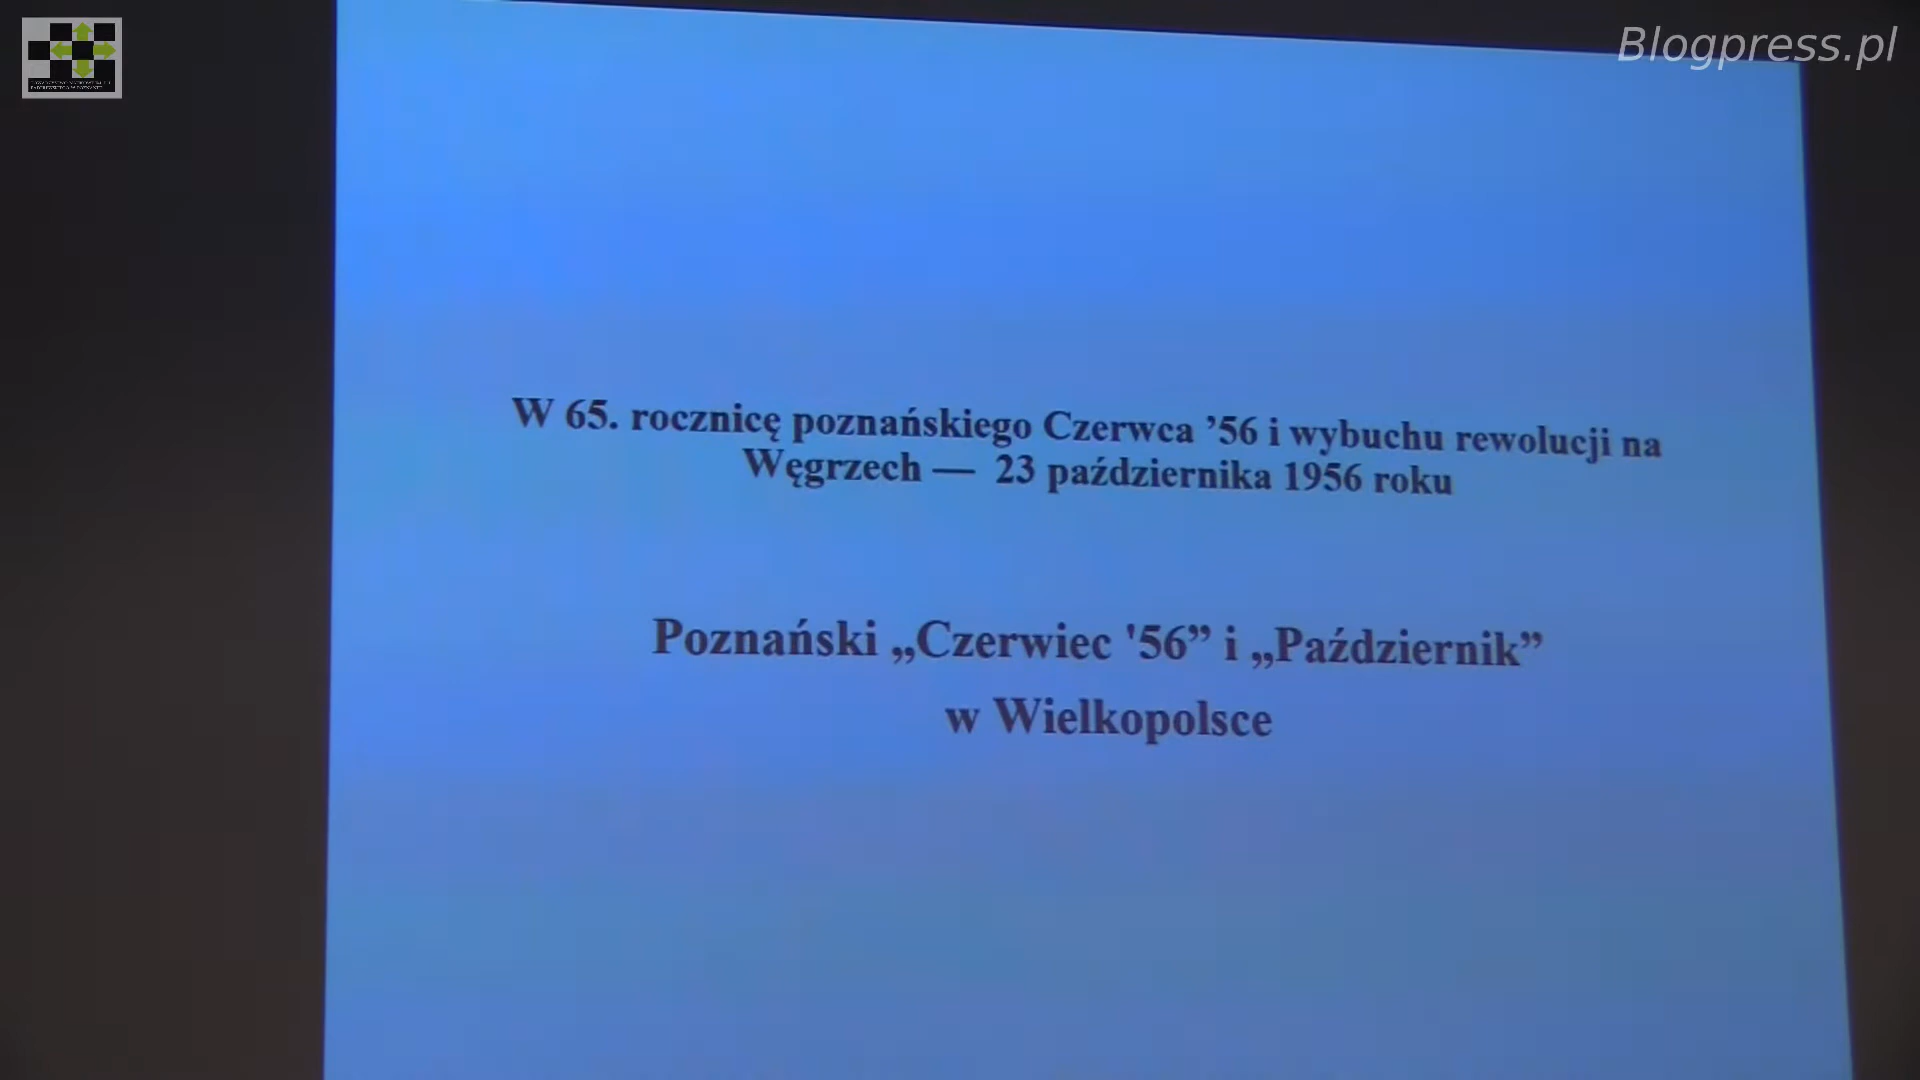 Blogpress.pl
W 65. rocznicę poznańskiego Czerwca ’56 i wybuchu rewolucji na
Węgrzech — 23 października 1956 roku
Poznański „Czerwiec '56” i „Październik”
w Wielkopolsce